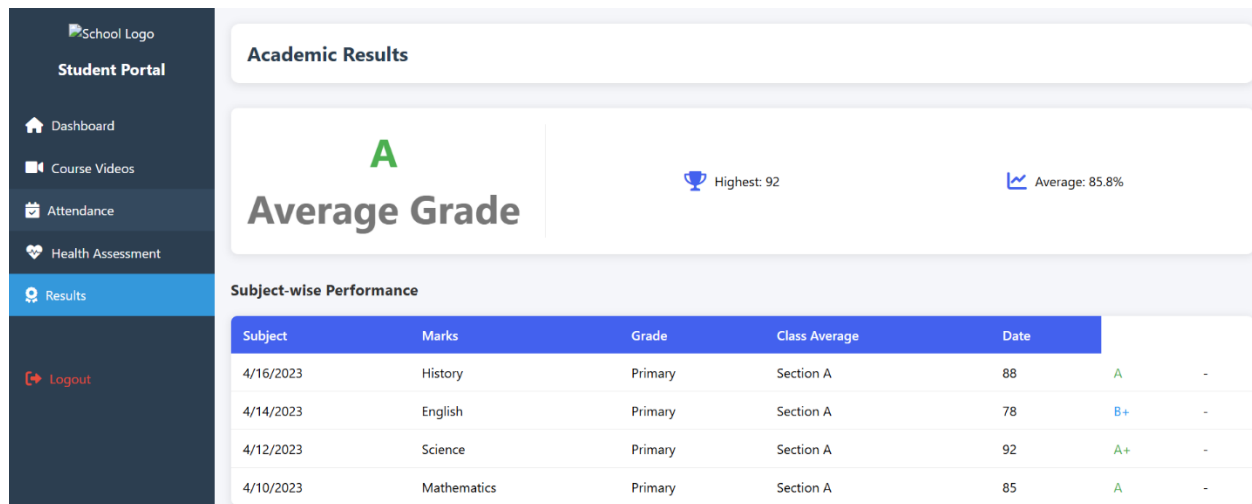 School Logo
Student Portal
Dashboard
Course Videos
Attendance
Health Assessment
Results
Logout
Academic Results
A
Average Grade
Highest: 92
Average: 85.8%
Subject-wise Performance
Subject Marks Grade Class Average Date
4/16/2023 History Primary Section A 88 A -
4/14/2023 English Primary Section A 78 B+ -
4/12/2023 Science Primary Section A 92 A+ -
4/10/2023 Mathematics Primary Section A 85 A -